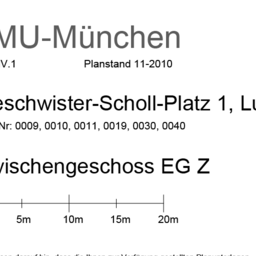 MU-München
V.1 Planstand 11-2010
eschwister-Scholl-Platz 1, Lu
Nr: 0009, 0010, 0011, 0019, 0030, 0040
vischengeschoss EG Z
5m 10m 15m 20m